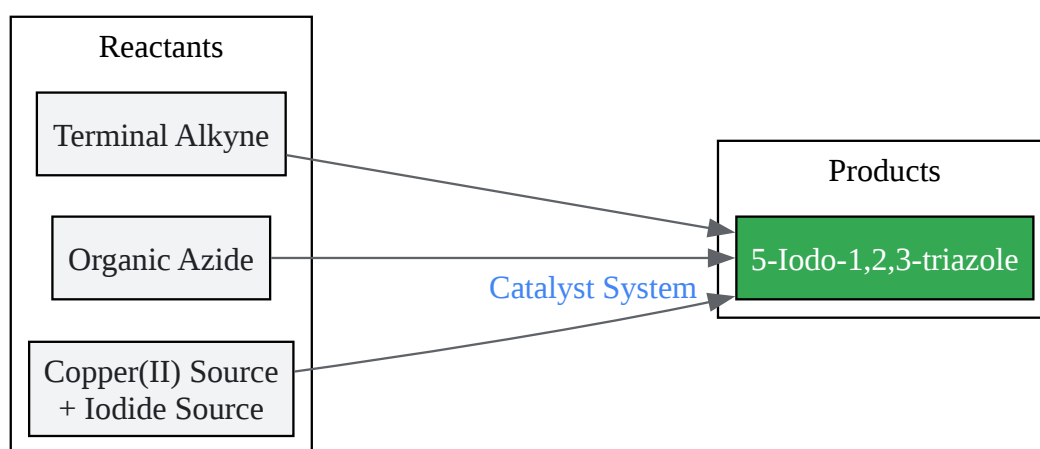 Reactants
Terminal Alkyne
Organic Azide
Copper(II) Source
+ Iodide Source
Catalyst System
Products
5-Iodo-1,2,3-triazole